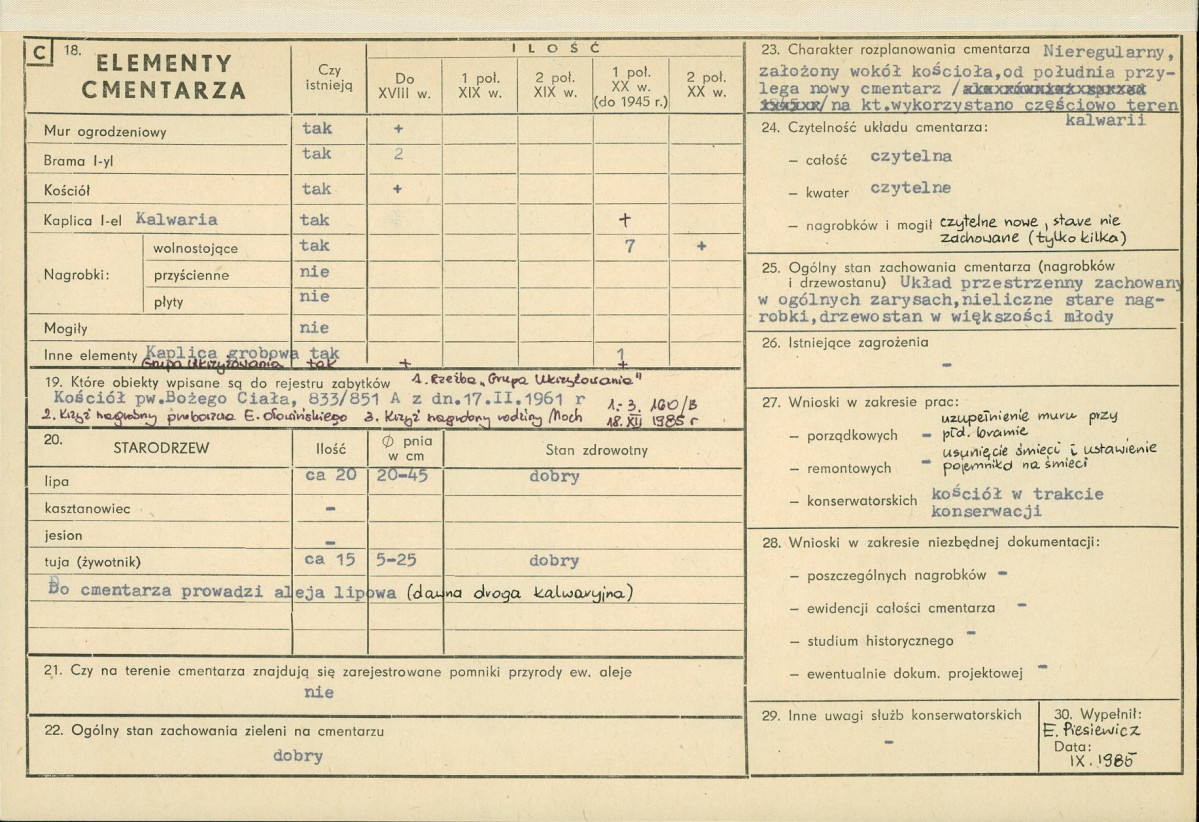 C 18. ELEMENTY CMENTARZA
Czy istnieją
ILOŚĆ
Do XVIII w.
1 poł. XIX w.
2 poł. XIX w.
1 poł. XX w. (do 1945 r.)
2 poł. XX w.
Mur ogrodzeniowy tak +
Brama I-yl tak 2
Kościół tak +
Kaplica I-el Kalwaria tak +
Nagrobki:
wolnostojące tak 7 +
przyścienne nie
płyty nie
Mogiły nie
Inne elementy Kaplica grobowa tak 1
Grupa Ukrzyżowania tak + +
19. Które obiekty wpisane są do rejestru zabytków 1. Rzeźba „Grupa Ukrzyżowania"
Kościół pw.Bożego Ciała, 833/851 A z dn.17.II.1961 r
1.-3. 160/B
2. Krzyż nagrobny proboszcza E. 3. Krzyż nagrobny rodziny Noch 18.XII 1985 r
20. STARODRZEW
Ilość
Ø pnia w cm
Stan zdrowotny
lipa ca 20 20-45 dobry
kasztanowiec -
jesion -
tuja (żywotnik) ca 15 5-25 dobry
Do cmentarza prowadzi aleja lipowa (dawna droga kalwaryjna)
21. Czy na terenie cmentarza znajdują się zarejestrowane pomniki przyrody ew. aleje
nie
22. Ogólny stan zachowania zieleni na cmentarzu
dobry
23. Charakter rozplanowania cmentarza Nieregularny,
założony wokół kościoła,od południa przy-
lega nowy cmentarz /
/na kt.wykorzystano częściowo teren
kalwarii
24. Czytelność układu cmentarza:
– całość czytelna
– kwater czytelne
– nagrobków i mogił czytelne nowe, stare nie
zachowane (tylko kilka)
25. Ogólny stan zachowania cmentarza (nagrobków
i drzewostanu) Układ przestrzenny zachowany
w ogólnych zarysach,nieliczne stare nag-
robki,drzewostan w większości młody
26. Istniejące zagrożenia
-
27. Wnioski w zakresie prac:
uzupełnienie muru przy
– porządkowych - płd. bramie
usunięcie śmieci i ustawienie
– remontowych - pojemnika na śmieci
– konserwatorskich kościół w trakcie
konserwacji
28. Wnioski w zakresie niezbędnej dokumentacji:
– poszczególnych nagrobków -
– ewidencji całości cmentarza -
– studium historycznego -
– ewentualnie dokum. projektowej -
29. Inne uwagi służb konserwatorskich
-
30. Wypełnił:
E. Piesiewicz
Data:
IX. 1985